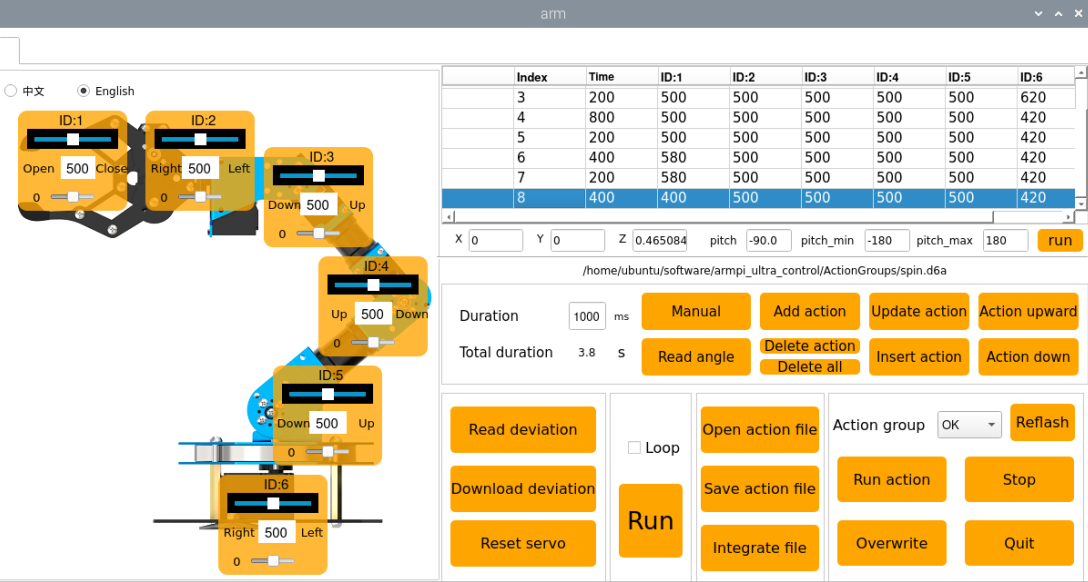 arm
中文 English
ID:1
Open 500 Close
0
ID:2
Right 500 Left
0
ID:3
Down 500 Up
0
ID:4
Up 500 Down
0
ID:5
Down 500 Up
0
ID:6
Right 500 Left
0
Index Time ID:1 ID:2 ID:3 ID:4 ID:5 ID:6
3 200 500 500 500 500 500 620
4 800 500 500 500 500 500 420
5 200 500 500 500 500 500 420
6 400 580 500 500 500 500 420
7 200 580 500 500 500 500 420
8 400 400 500 500 500 500 420
X 0 Y 0 Z 0.465084 pitch -90.0 pitch_min -180 pitch_max 180 run
/home/ubuntu/software/armpi_ultra_control/ActionGroups/spin.d6a
Duration 1000 ms
Total duration 3.8 s
Manual Add action Update action Action upward
Read angle Delete action Delete all Insert action Action down
Read deviation
Download deviation
Reset servo
Loop
Run
Open action file
Save action file
Integrate file
Action group OK Reflash
Run action Stop
Overwrite Quit